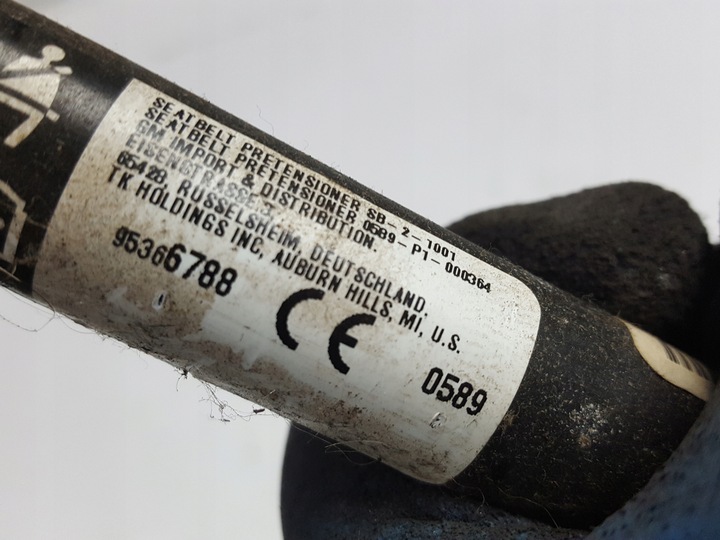 SEATBELT PRETENSIONER SB-2-1001
SEATBELT PRETENSIONER 0589-P1-000364
GM IMPORT & DISTRIBUTION.
EISENSTRASSE 3,
65428, RUSSELSHEIM, DEUTSCHLAND,
TK HOLDINGS INC, AUBURN HILLS, MI, U.S.
95366788
CE
0589